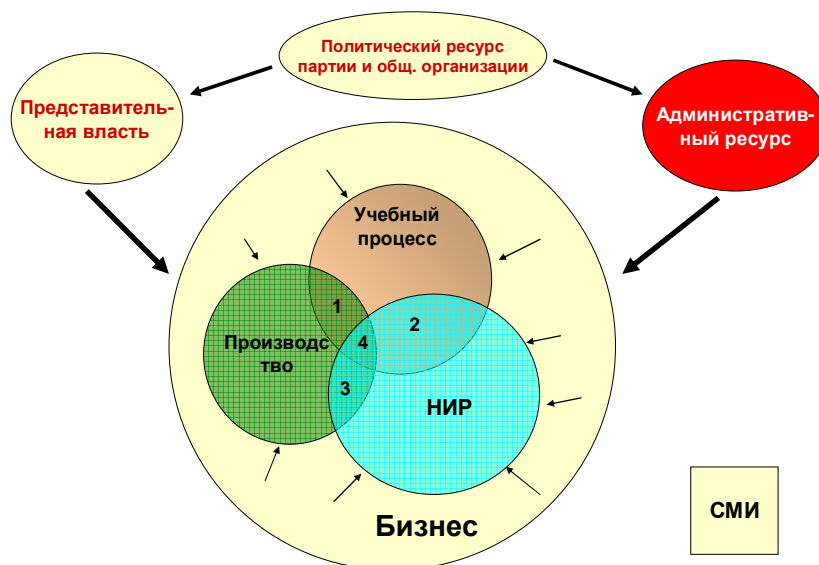 Политический ресурс
партии и общ. организации
Представитель-
ная власть
Административ-
ный ресурс
Учебный
процесс
1
2
Производс
тво
4
3
НИР
Бизнес
СМИ